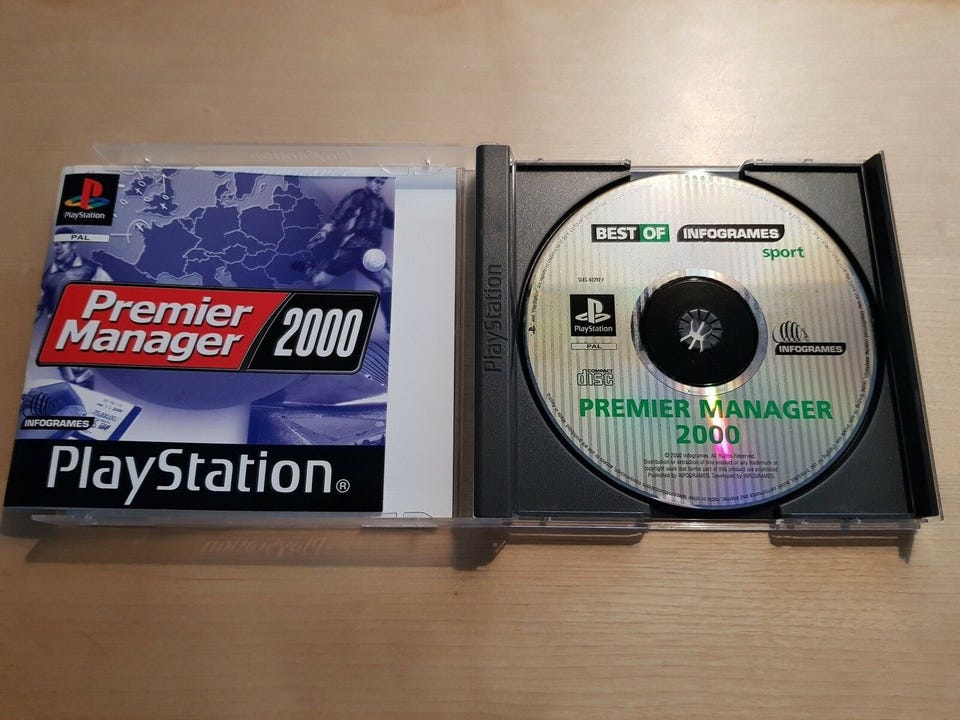 PlayStation
PAL
Premier
Manager
2000
INFOGRAMES
PlayStation®
PlayStation
BEST OF INFOGRAMES
sport
SLES-02292#
PlayStation
PAL
INFOGRAMES
COMPACT
disc
PREMIER MANAGER
2000
© 2000 Infogrames. All Rights Reserved.
Distribution or extraction of this product or any trademark or
copyright work that forms part of this product are prohibited.
Published by INFOGRAMES. Developed by INFOGRAMES.